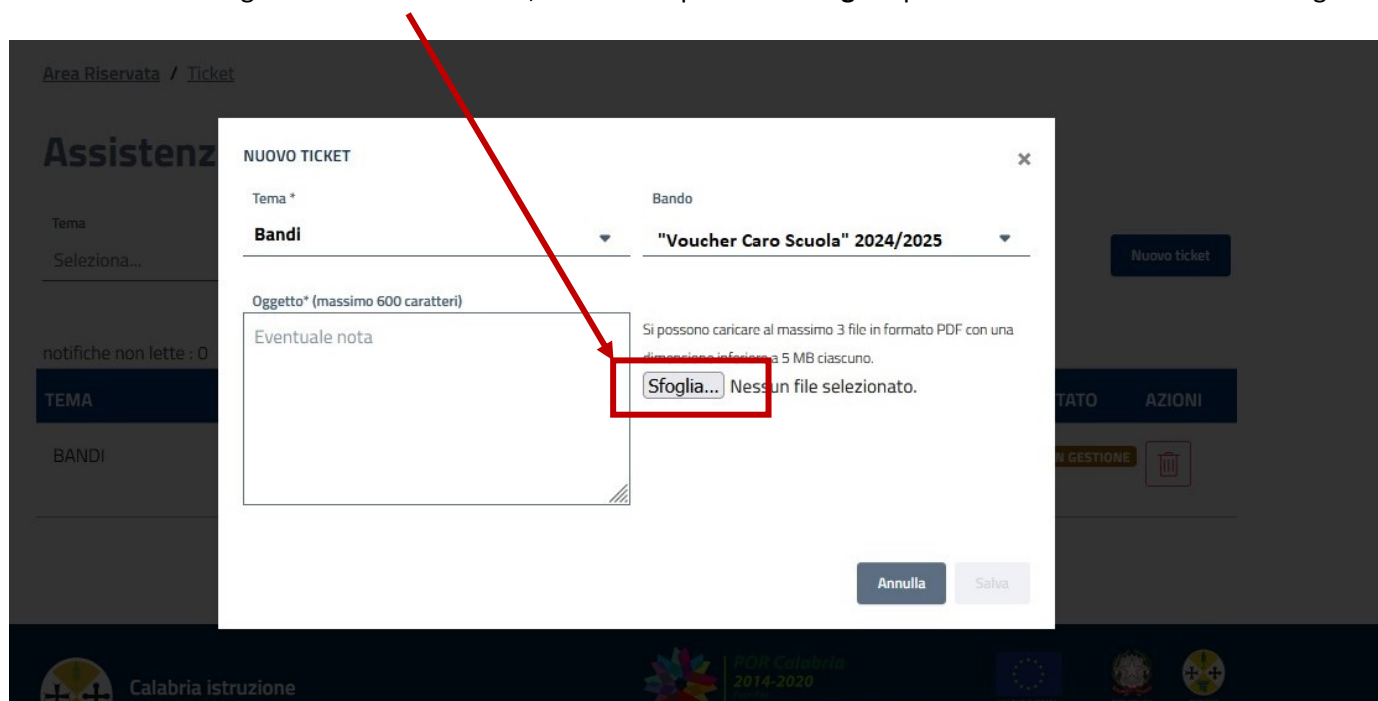 Area Riservata / Ticket
Assistenz
NUOVO TICKET
×
Tema *
Bando
Tema
Bandi
"Voucher Caro Scuola" 2024/2025
Seleziona...
Nuovo ticket
Oggetto* (massimo 600 caratteri)
Eventuale nota
Si possono caricare al massimo 3 file in formato PDF con una
dimensione inferiore a 5 MB ciascuno.
notifiche non lette : 0
Sfoglia... Nessun file selezionato.
TEMA
TATO
AZIONI
BANDI
N GESTIONE
Annulla
Salva
Calabria istruzione
POR Calabria
2014-2020